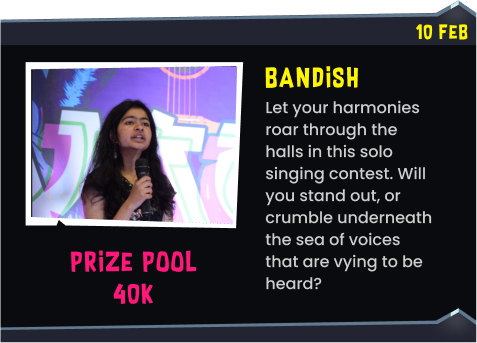 10 FEB
BANDiSH
Let your harmonies
roar through the
halls in this solo
singing contest. Will
you stand out, or
crumble underneath
the sea of voices
that are vying to be
heard?
PRiZE POOL
40K